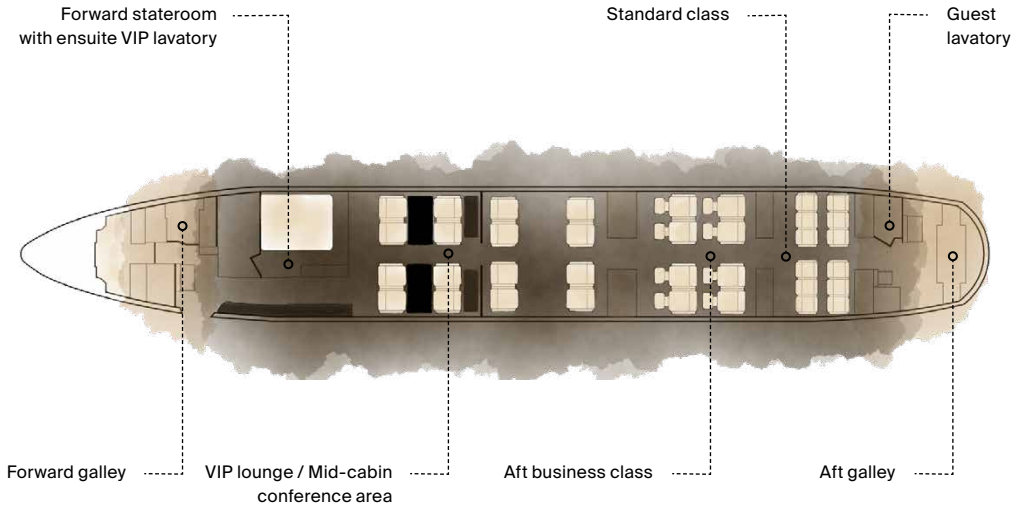 Forward stateroom
with ensuite VIP lavatory
Standard class
Guest
lavatory
Forward galley
VIP lounge / Mid-cabin
conference area
Aft business class
Aft galley